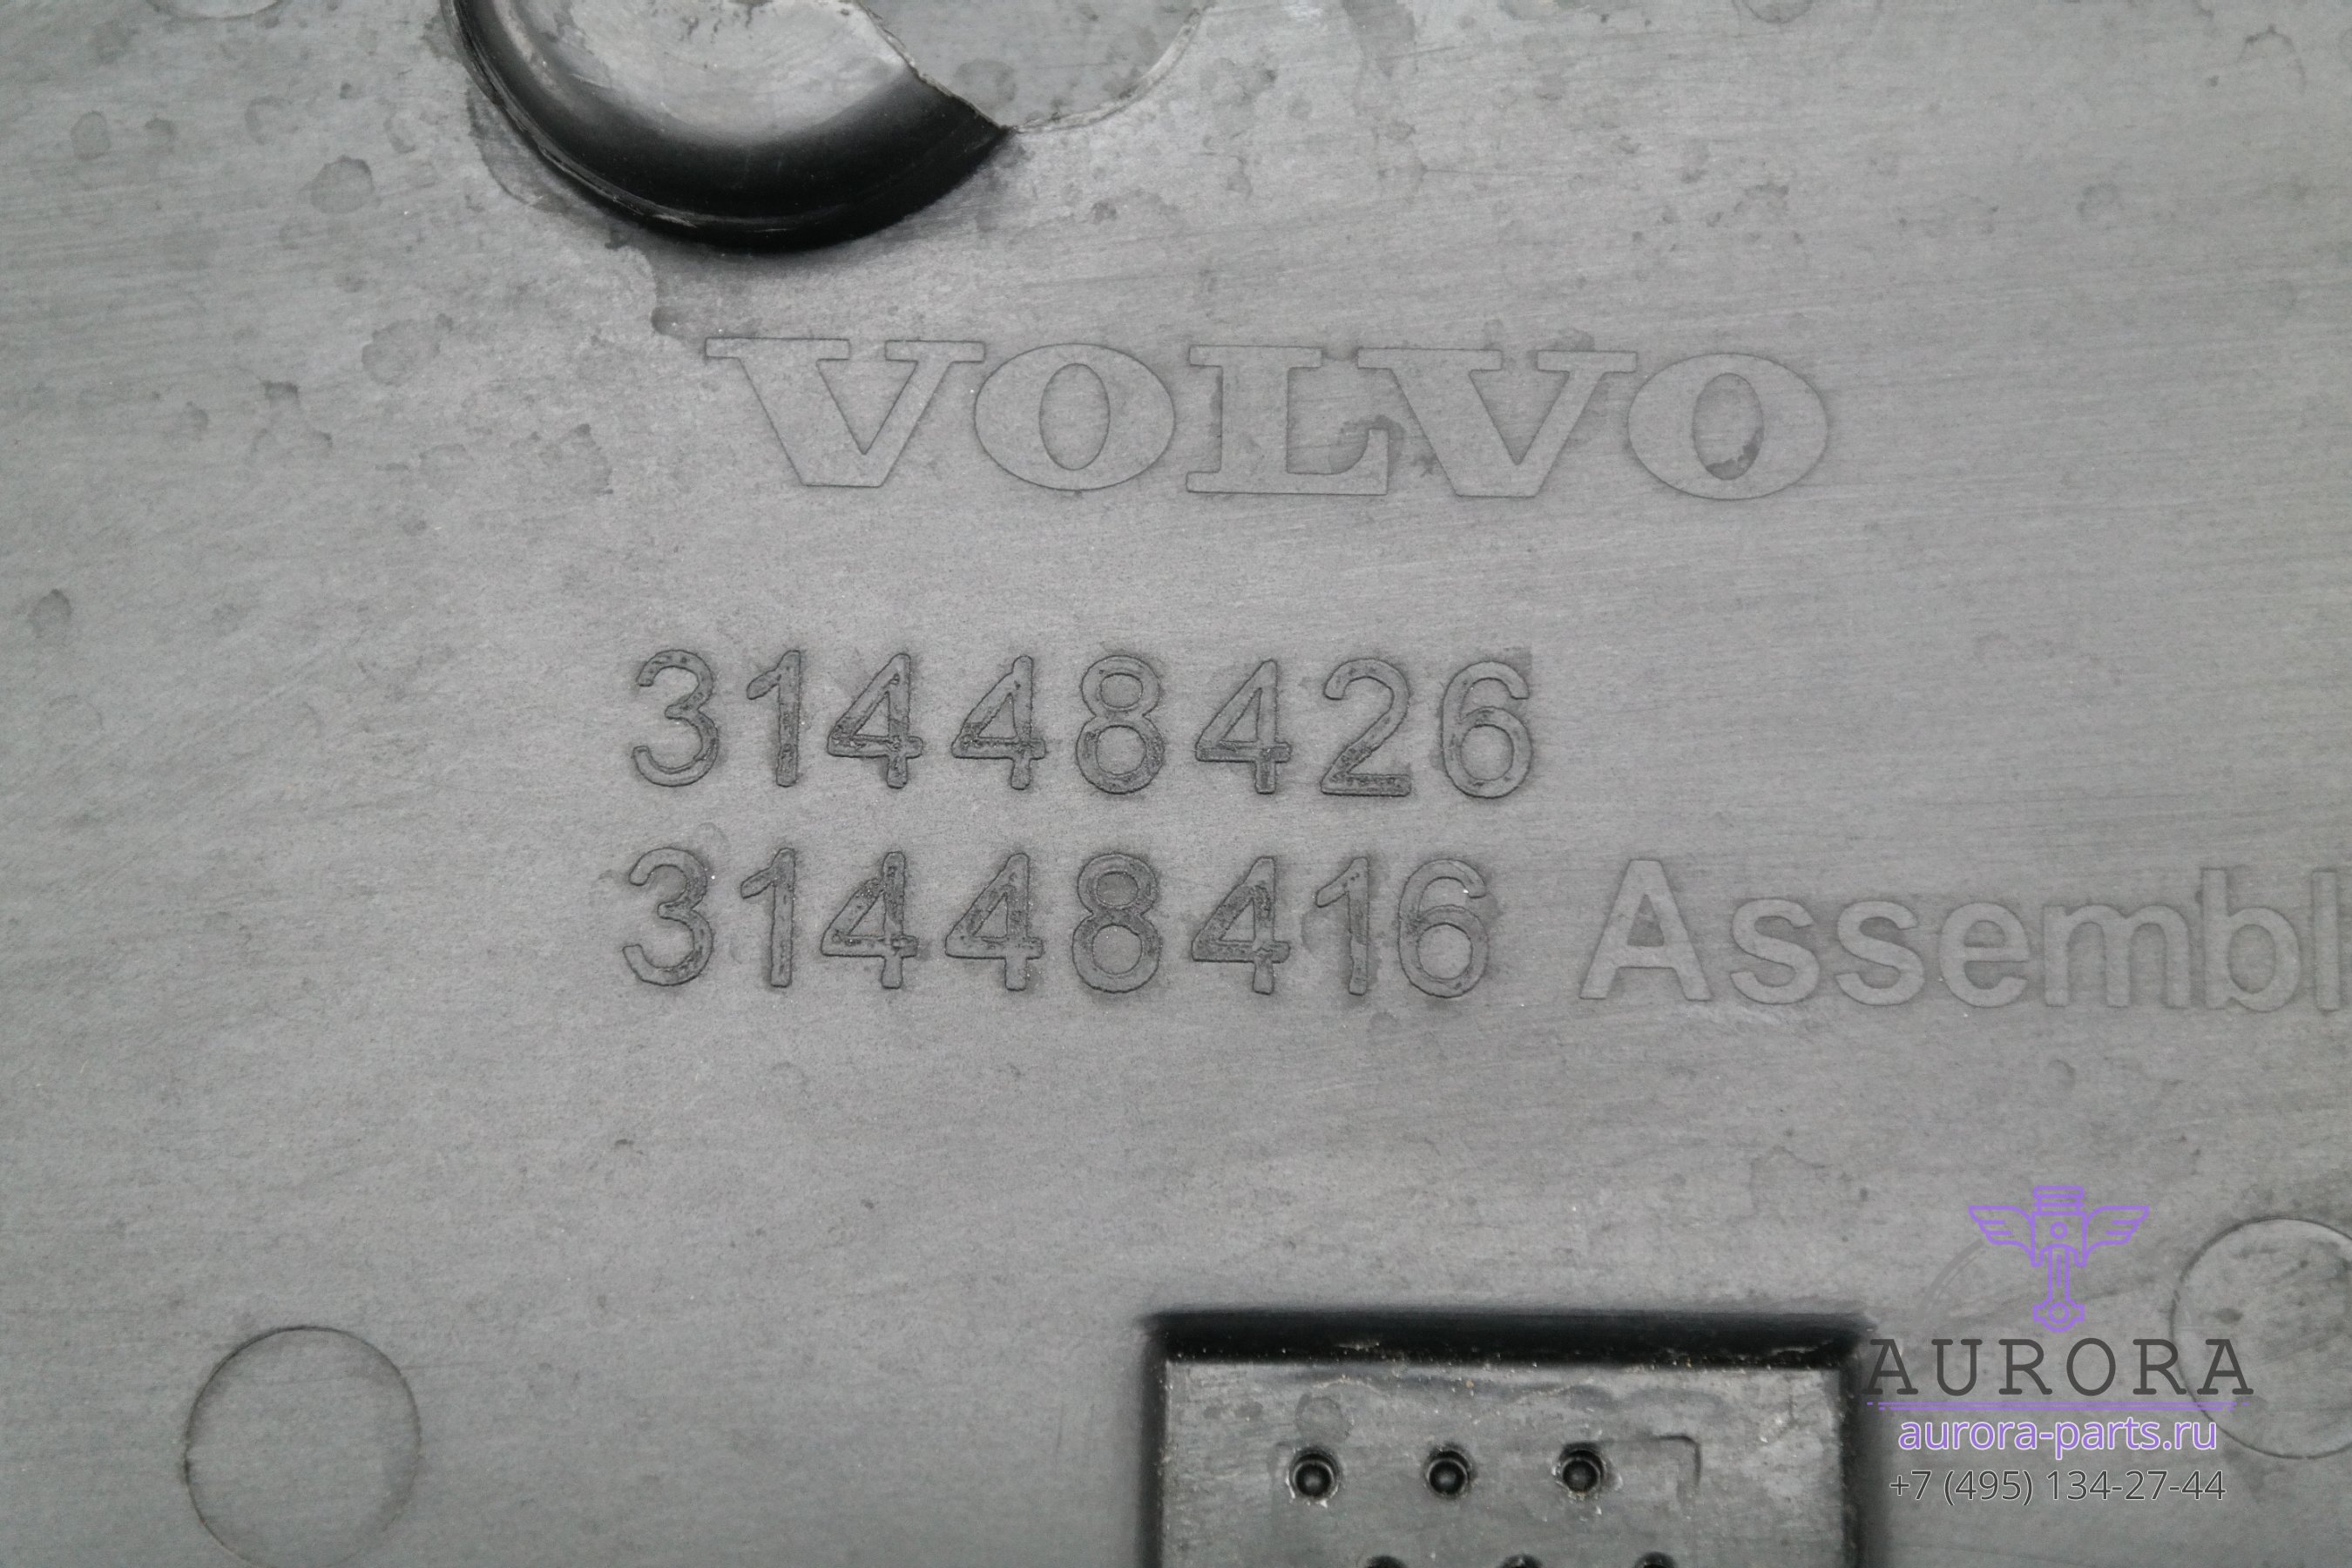 VOLVO
31448426
31448416 Assembl
AURORA
aurora-parts.ru
+7 (495) 134-27-44